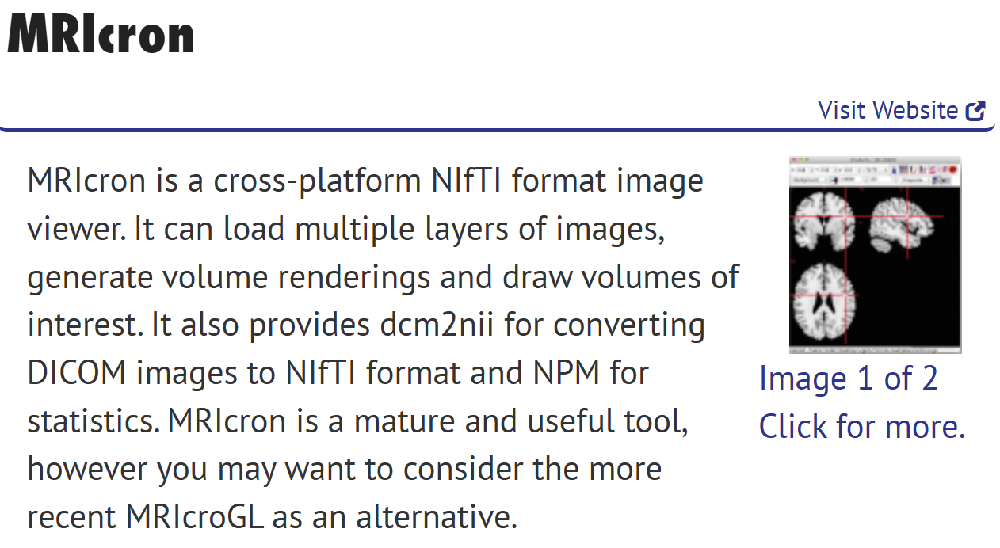 MRIcron
Visit Website
MRIcron is a cross-platform NIfTI format image
viewer. It can load multiple layers of images,
generate volume renderings and draw volumes of
interest. It also provides dcm2nii for converting
DICOM images to NIfTI format and NPM for
statistics. MRIcron is a mature and useful tool,
however you may want to consider the more
recent MRIcroGL as an alternative.
Image 1 of 2
Click for more.